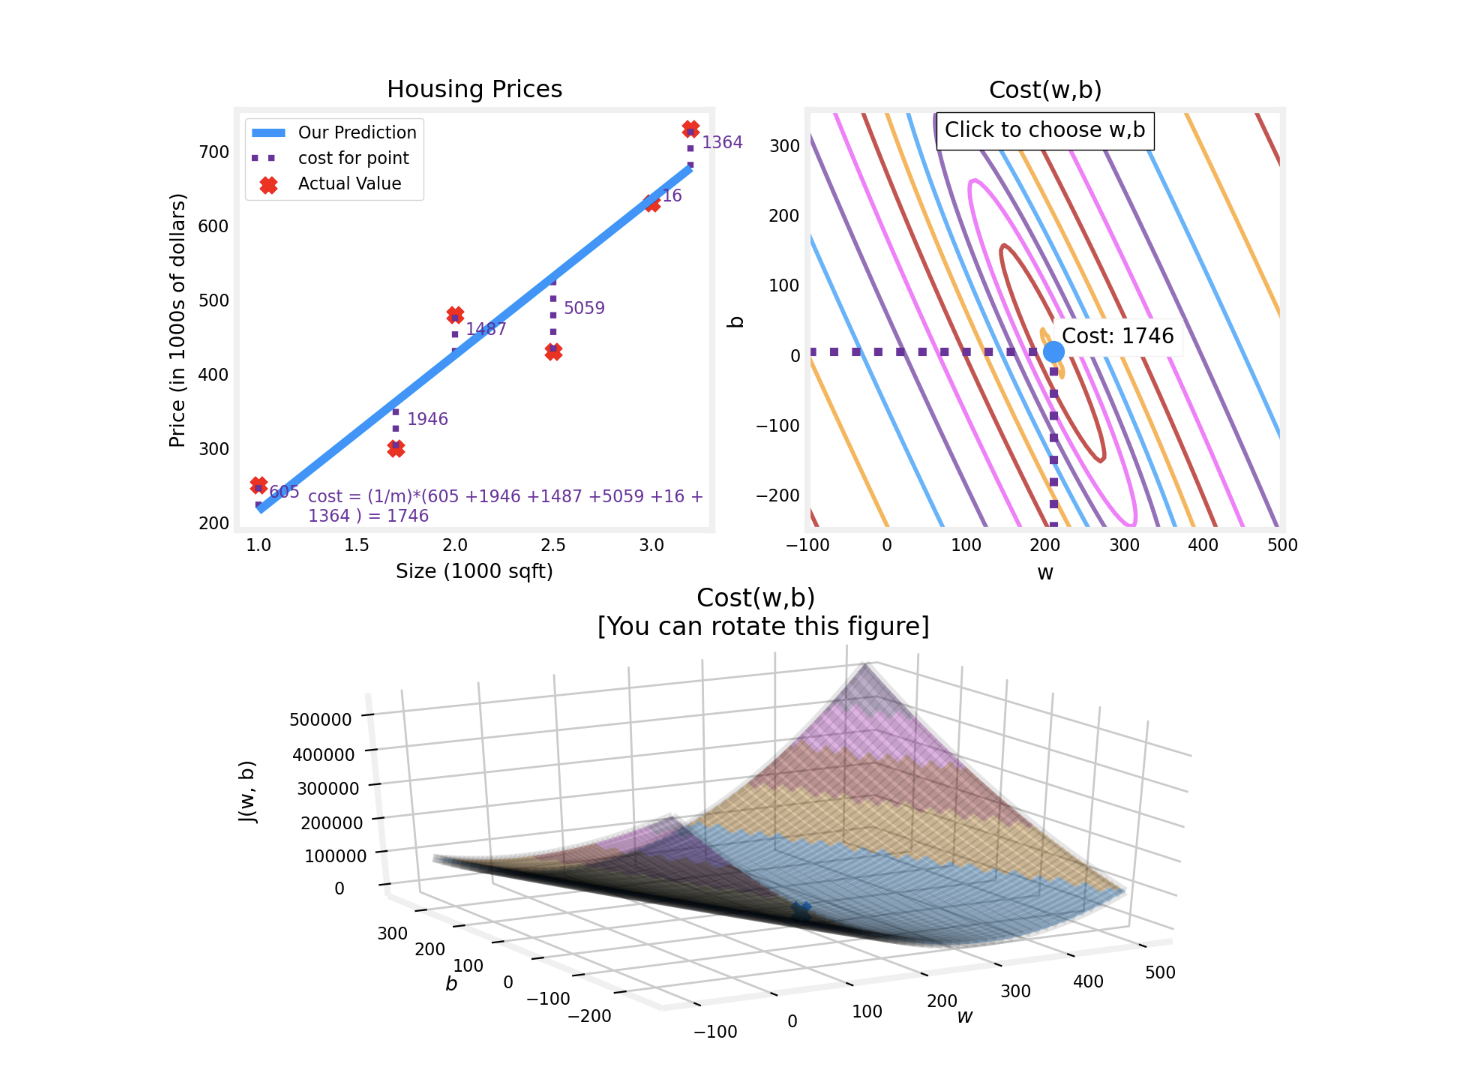 Housing Prices
Our Prediction
cost for point
Actual Value
Price (in 1000s of dollars)
700
600
500
400
300
200
1364
16
5059
1487
1946
605
cost = (1/m)*(605 +1946 +1487 +5059 +16 +
1364 ) = 1746
1.0 1.5 2.0 2.5 3.0
Size (1000 sqft)
Cost(w,b)
Click to choose w,b
b
300
200
100
0
−100
−200
Cost: 1746
−100 0 100 200 300 400 500
w
Cost(w,b)
[You can rotate this figure]
J(w, b)
500000
400000
300000
200000
100000
0
300
200
100
0
−100
−200
b
−100
0
100
200
300
400
500
w